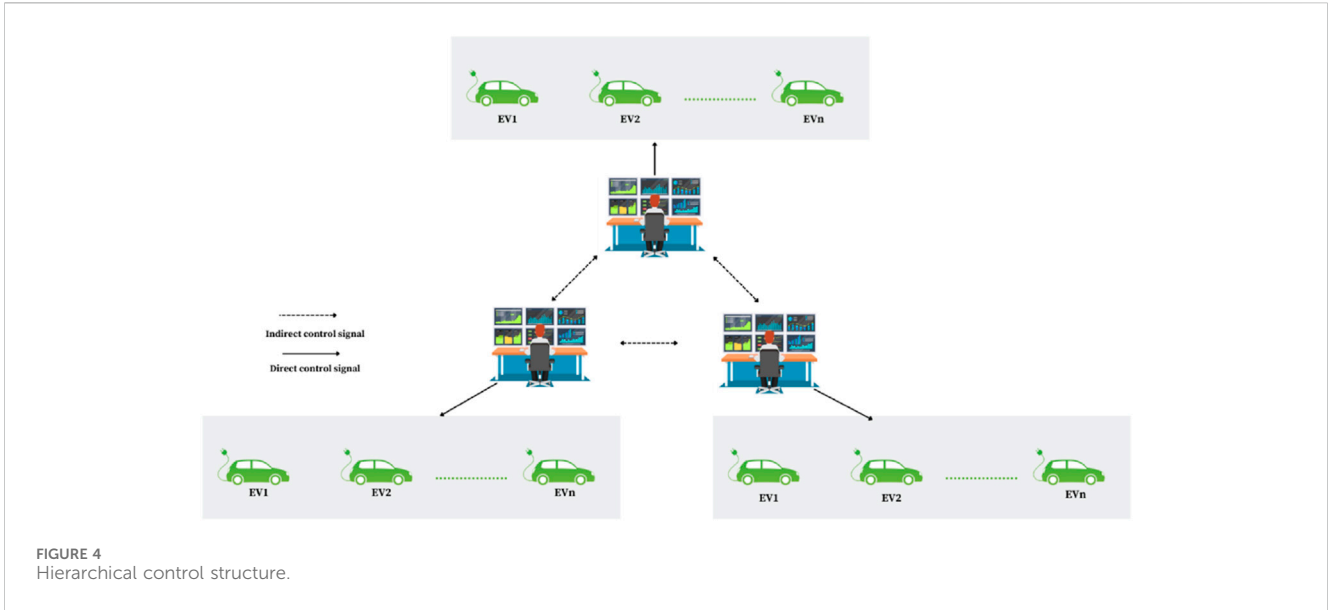 EV1
EV2
EVn
Indirect control signal
Direct control signal
EV1
EV2
EVn
EV1
EV2
EVn
FIGURE 4
Hierarchical control structure.